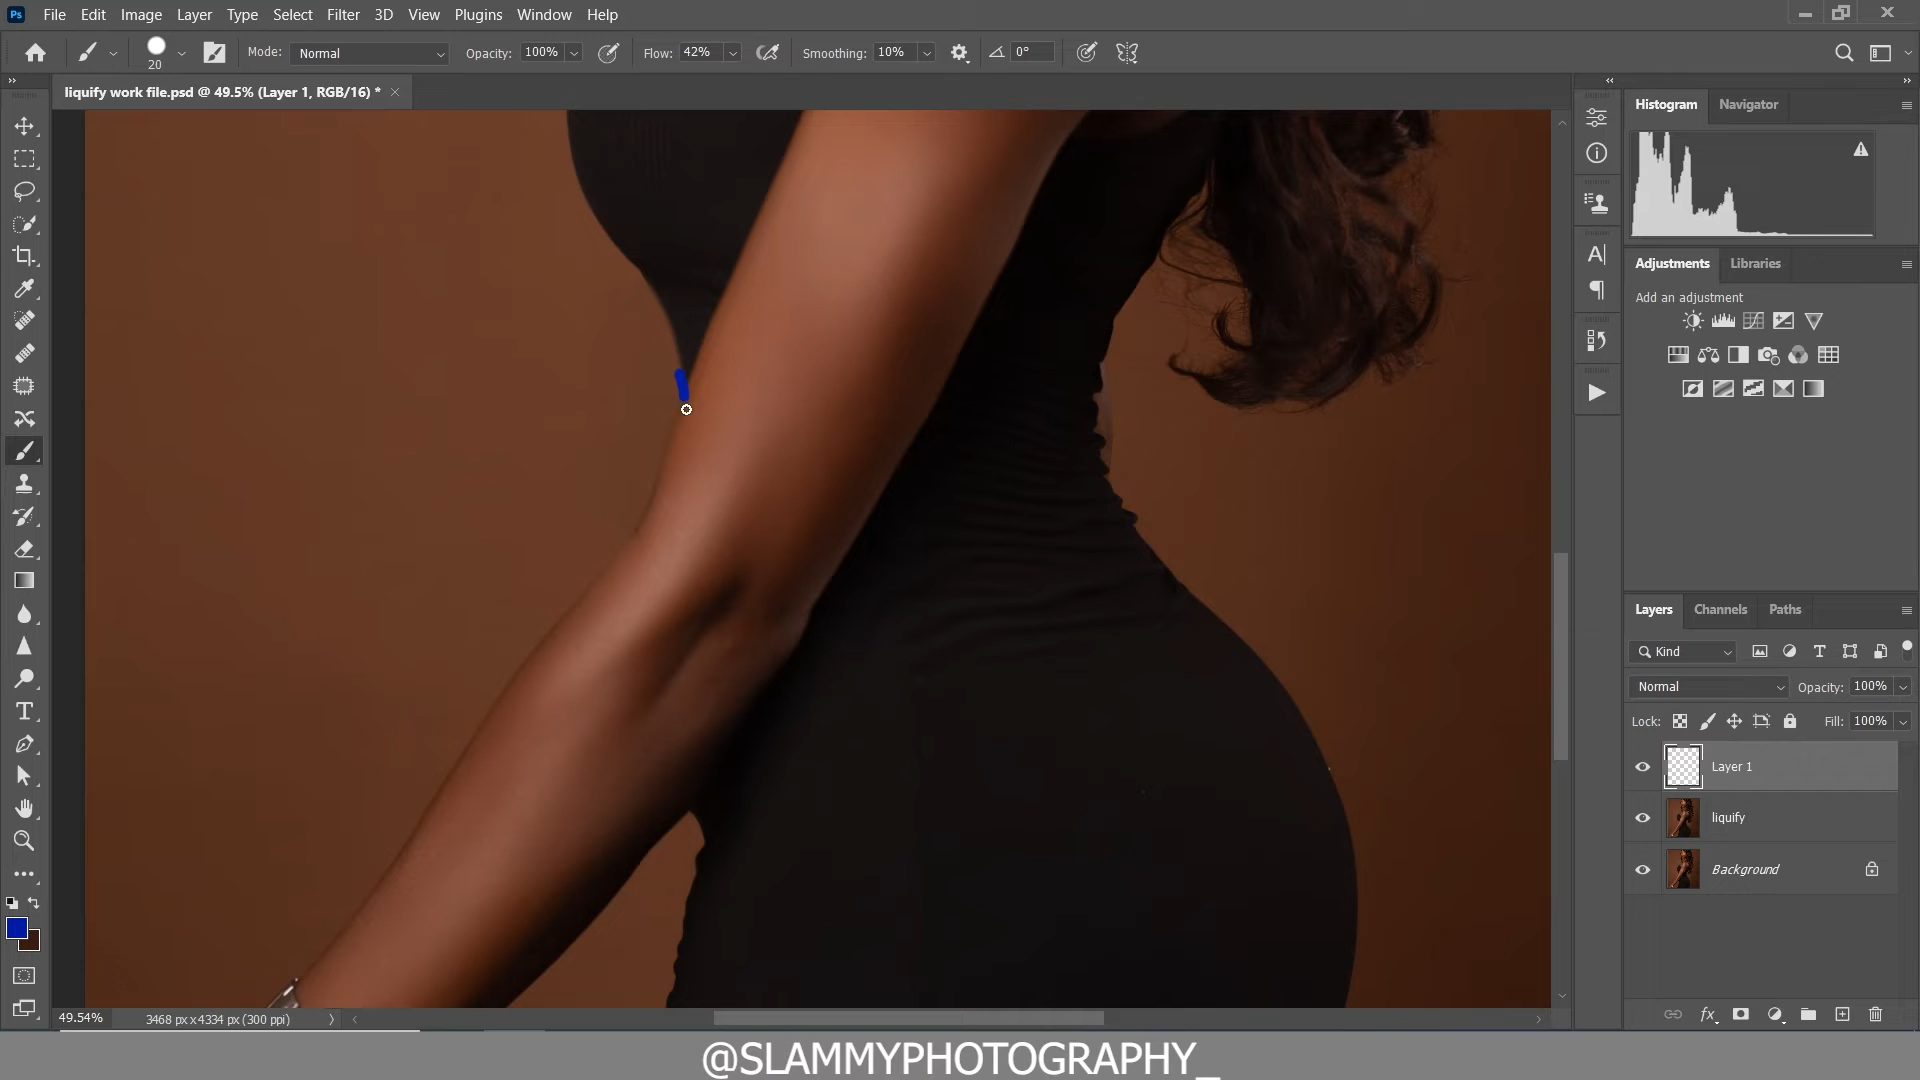 Ps File Edit Image Layer Type Select Filter 3D View Plugins Window Help
20 Mode: Normal Opacity: 100% Flow: 42% Smoothing: 10% 0°
liquify work file.psd @ 49.5% (Layer 1, RGB/16) *
Histogram Navigator
Adjustments Libraries
Add an adjustment
Layers Channels Paths
Kind
Normal Opacity: 100%
Lock: Fill: 100%
Layer 1
liquify
Background
fx
49.54% 3468 px x 4334 px (300 ppi)
@SLAMMYPHOTOGRAPHY_